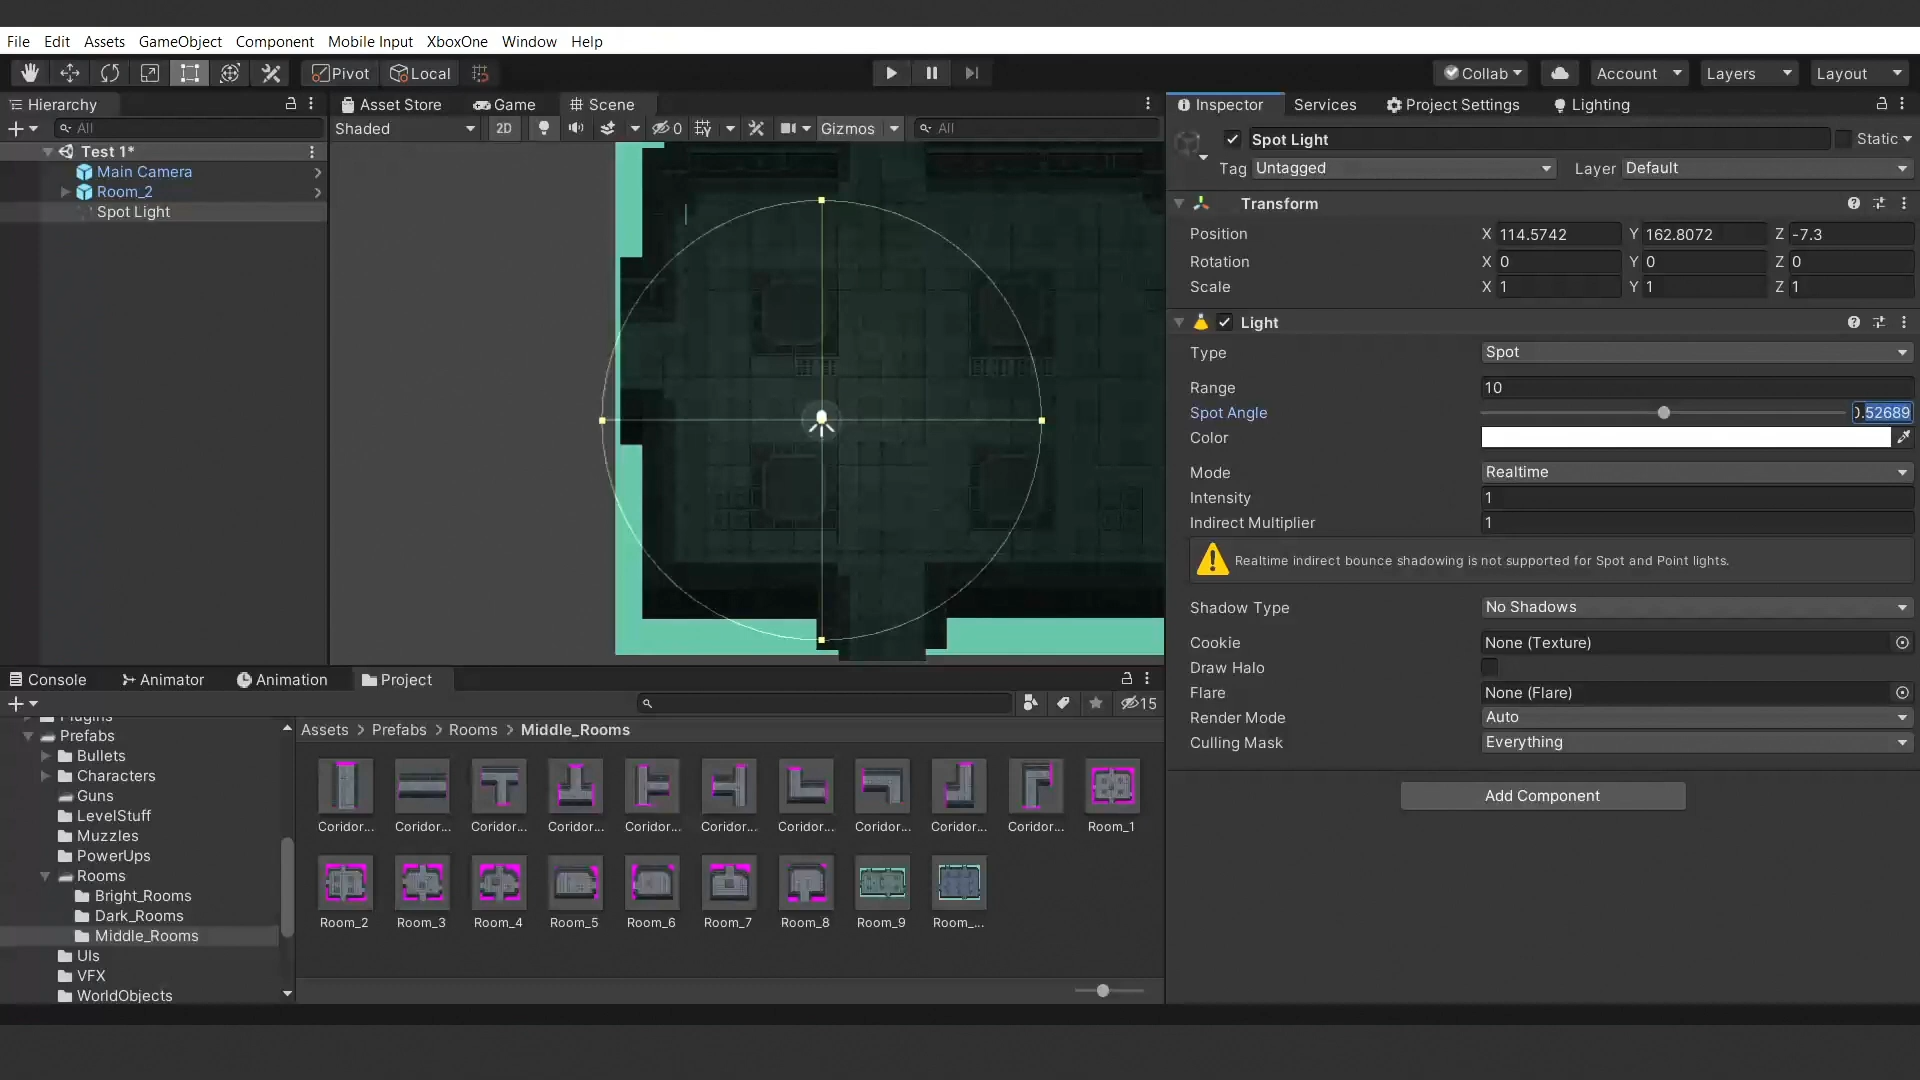 File Edit Assets GameObject Component Mobile Input XboxOne Window Help
Pivot Local Collab Account Layers Layout
Hierarchy
All
Test 1*
Main Camera
Room_2
Spot Light
Asset Store Game Scene
Shaded 2D 0 Gizmos All
Inspector Services Project Settings Lighting
Spot Light Static
Tag Untagged Layer Default
Transform
Position X 114.5742 Y 162.8072 Z -7.3
Rotation X 0 Y 0 Z 0
Scale X 1 Y 1 Z 1
Light
Type Spot
Range 10
Spot Angle .52689
Color
Mode Realtime
Intensity 1
Indirect Multiplier 1
Realtime indirect bounce shadowing is not supported for Spot and Point lights.
Shadow Type No Shadows
Cookie None (Texture)
Draw Halo
Flare None (Flare)
Render Mode Auto
Culling Mask Everything
Add Component
Console Animator Animation Project
15
Plugins
Prefabs
Bullets
Characters
Guns
LevelStuff
Muzzles
PowerUps
Rooms
Bright_Rooms
Dark_Rooms
Middle_Rooms
UIs
VFX
WorldObjects
Assets > Prefabs > Rooms > Middle_Rooms
Coridor... Coridor... Coridor... Coridor... Coridor... Coridor... Coridor... Coridor... Coridor... Coridor... Room_1
Room_2 Room_3 Room_4 Room_5 Room_6 Room_7 Room_8 Room_9 Room_...